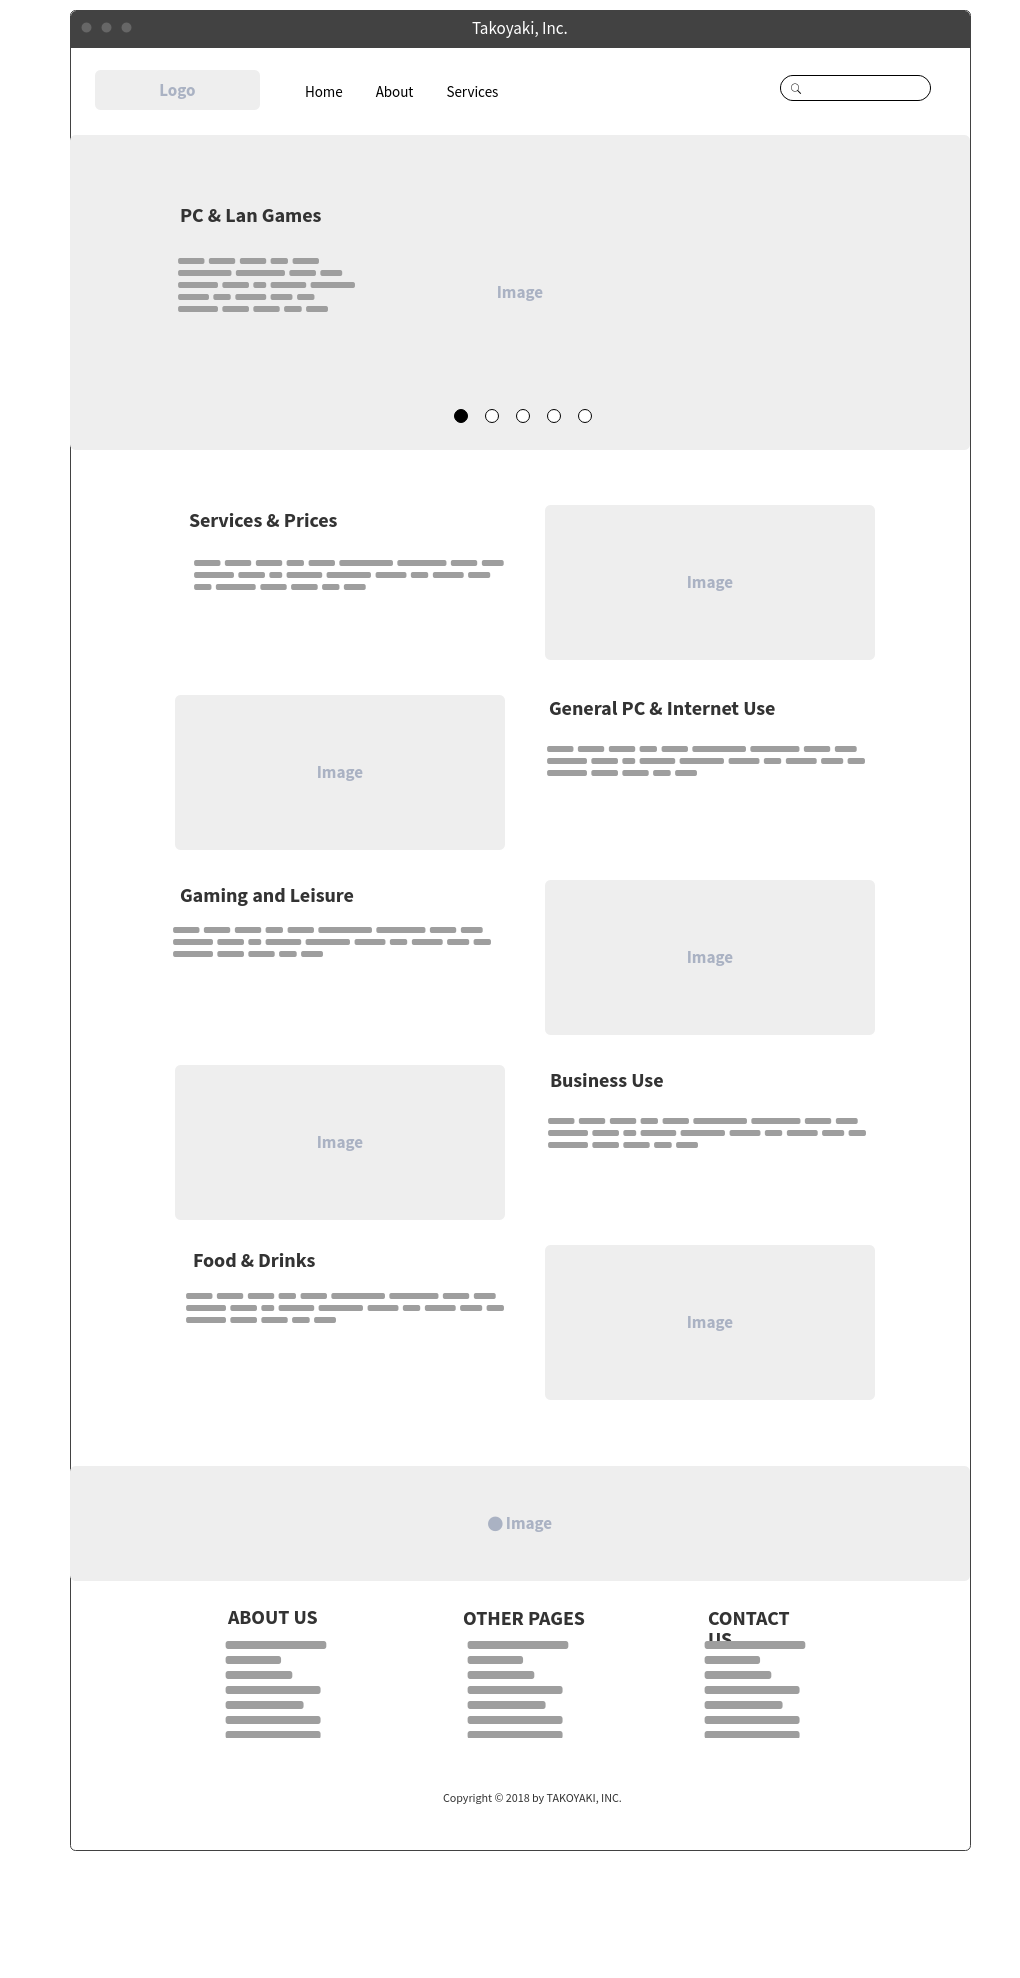 Takoyaki, Inc.
Logo
Home
About
Services
PC & Lan Games
Image
Services & Prices
Image
General PC & Internet Use
Image
Gaming and Leisure
Image
Business Use
Image
Food & Drinks
Image
Image
ABOUT US
OTHER PAGES
CONTACT
US
Copyright © 2018 by TAKOYAKI, INC.